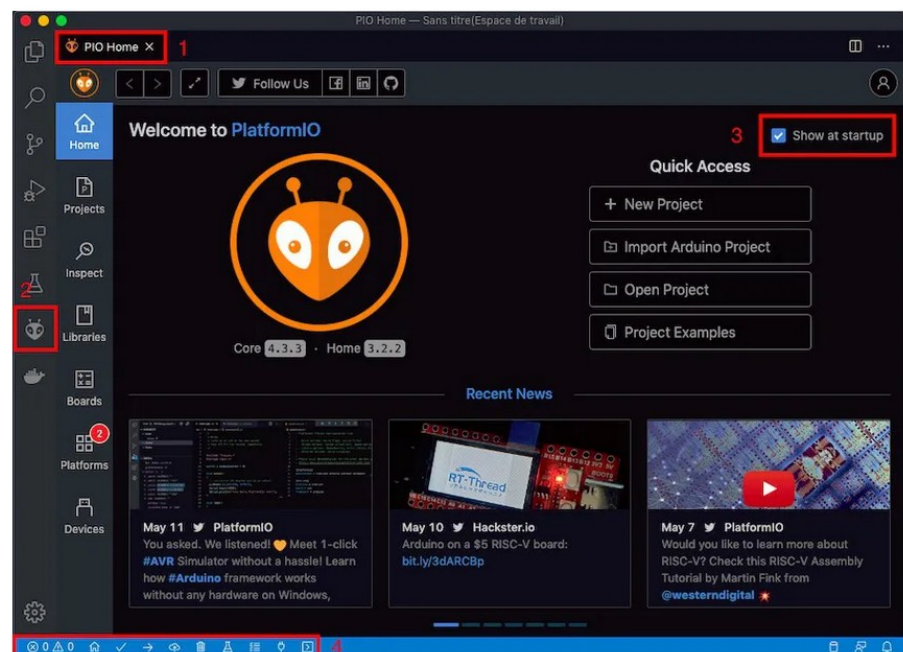 PIO Home — Sans titre(Espace de travail)
PIO Home
1
Follow Us
Home
Projects
Inspect
2
Libraries
Boards
2
Platforms
Devices
Welcome to PlatformIO
3
Show at startup
Quick Access
New Project
Import Arduino Project
Open Project
Project Examples
Core 4.3.3 · Home 3.2.2
Recent News
RT-Thread
May 11 PlatformIO
You asked. We listened! 🧡 Meet 1-click
#AVR Simulator without a hassle! Learn
how #Arduino framework works
without any hardware on Windows,
May 10 Hackster.io
Arduino on a $5 RISC-V board:
bit.ly/3dARCBp
May 7 PlatformIO
Would you like to learn more about
RISC-V? Check this RISC-V Assembly
Tutorial by Martin Fink from
@westerndigital 💥
0 0
4